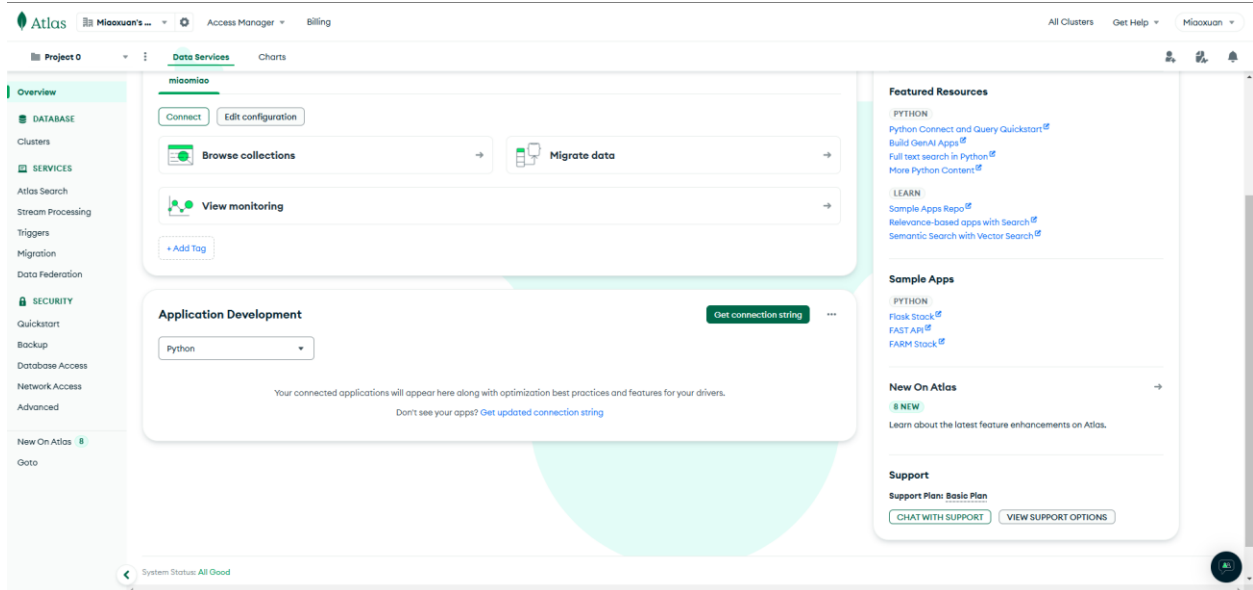 Atlas
Miaoxuan's ...
Access Manager
Billing
All Clusters
Get Help
Miaoxuan
Project 0
Data Services
Charts
Overview
DATABASE
Clusters
SERVICES
Atlas Search
Stream Processing
Triggers
Migration
Data Federation
SECURITY
Quickstart
Backup
Database Access
Network Access
Advanced
New On Atlas 8
Goto
miaomiao
Connect
Edit configuration
Browse collections
Migrate data
View monitoring
+ Add Tag
Application Development
Get connection string
Python
Your connected applications will appear here along with optimization best practices and features for your drivers.
Don't see your apps? Get updated connection string
Featured Resources
PYTHON
Python Connect and Query Quickstart
Build GenAI Apps
Full text search in Python
More Python Content
LEARN
Sample Apps Repo
Relevance-based apps with Search
Semantic Search with Vector Search
Sample Apps
PYTHON
Flask Stack
FAST API
FARM Stack
New On Atlas
8 NEW
Learn about the latest feature enhancements on Atlas.
Support
Support Plan: Basic Plan
CHAT WITH SUPPORT
VIEW SUPPORT OPTIONS
System Status: All Good